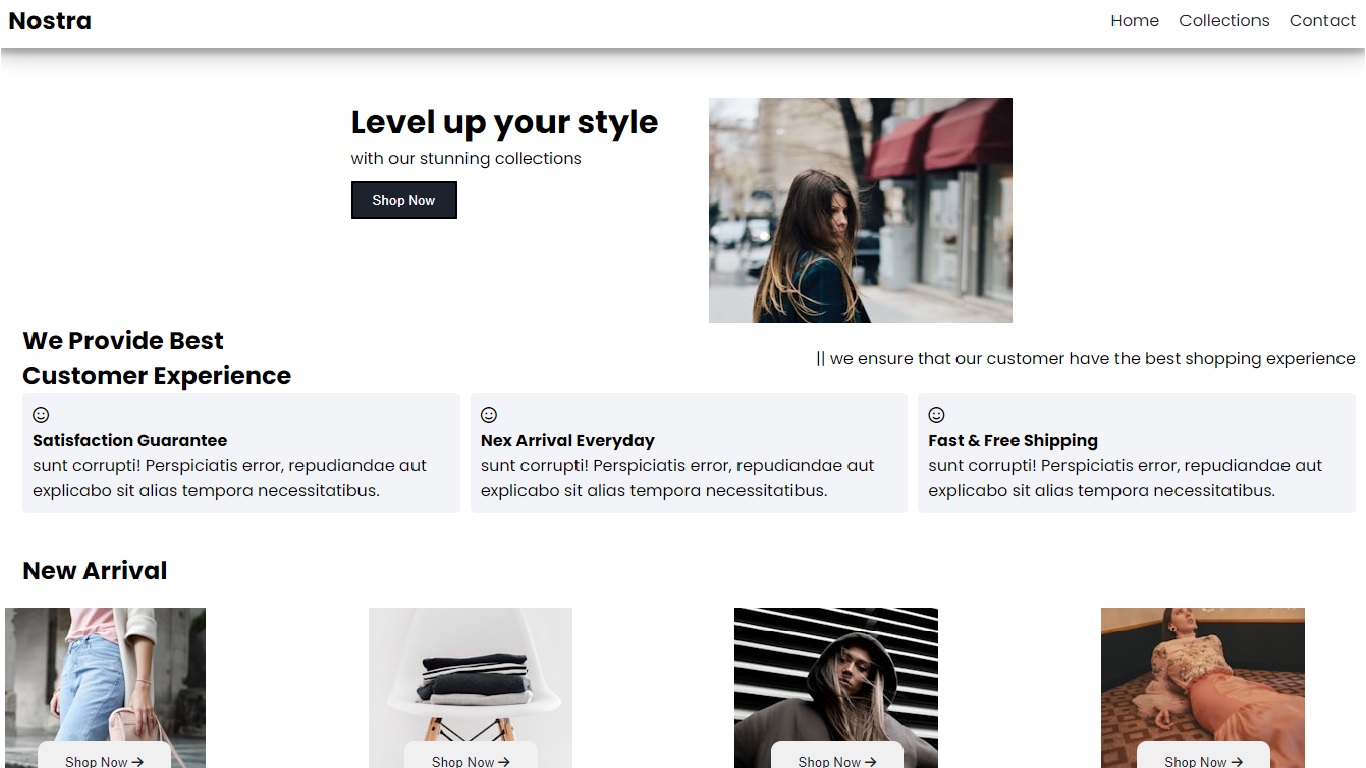 Nostra
Home Collections Contact
Level up your style
with our stunning collections
Shop Now
We Provide Best
Customer Experience
|| we ensure that our customer have the best shopping experience
Satisfaction Guarantee
sunt corrupti! Perspiciatis error, repudiandae aut
explicabo sit alias tempora necessitatibus.
Nex Arrival Everyday
sunt corrupti! Perspiciatis error, repudiandae aut
explicabo sit alias tempora necessitatibus.
Fast & Free Shipping
sunt corrupti! Perspiciatis error, repudiandae aut
explicabo sit alias tempora necessitatibus.
New Arrival
Shop Now →
Shop Now →
Shop Now →
Shop Now →